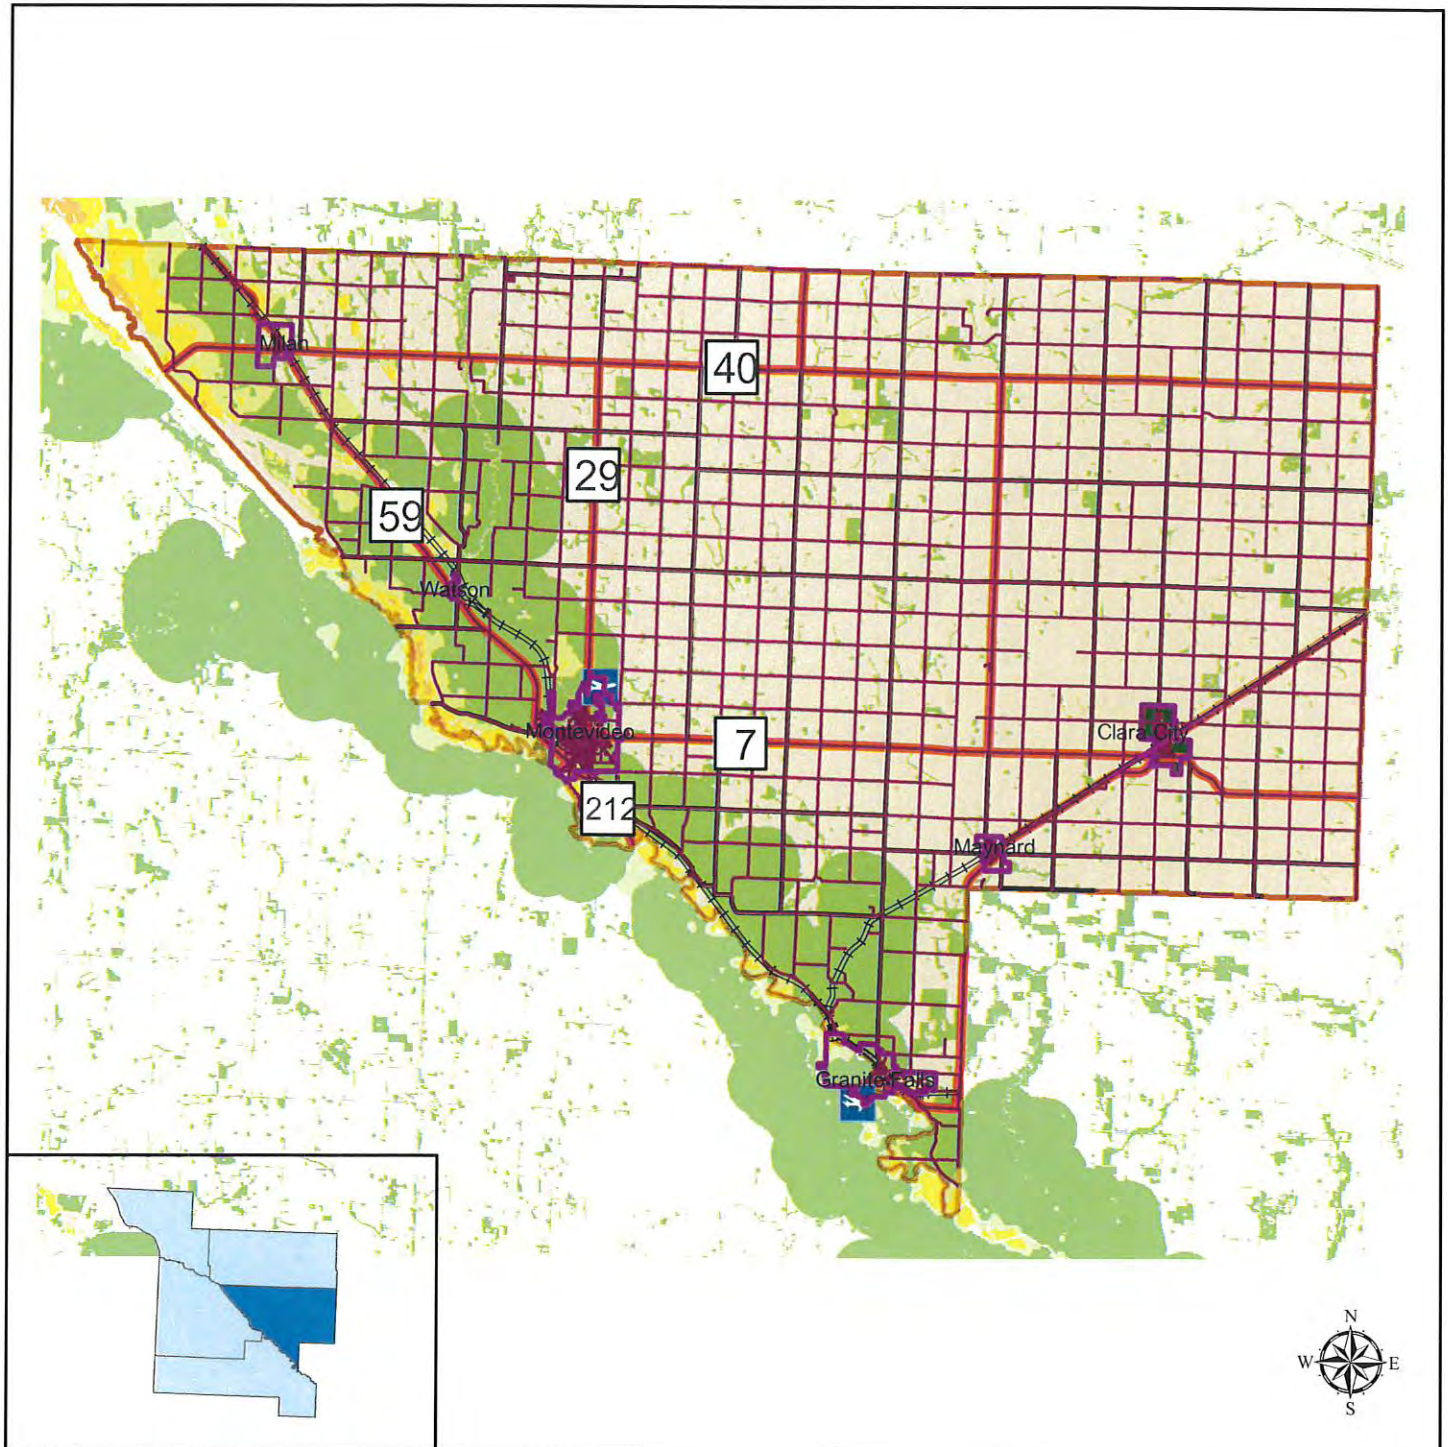 Milan
40
29
59
Watson
Montevideo
7
Clara City
212
Maynard
Granite Falls
N
W
E
S